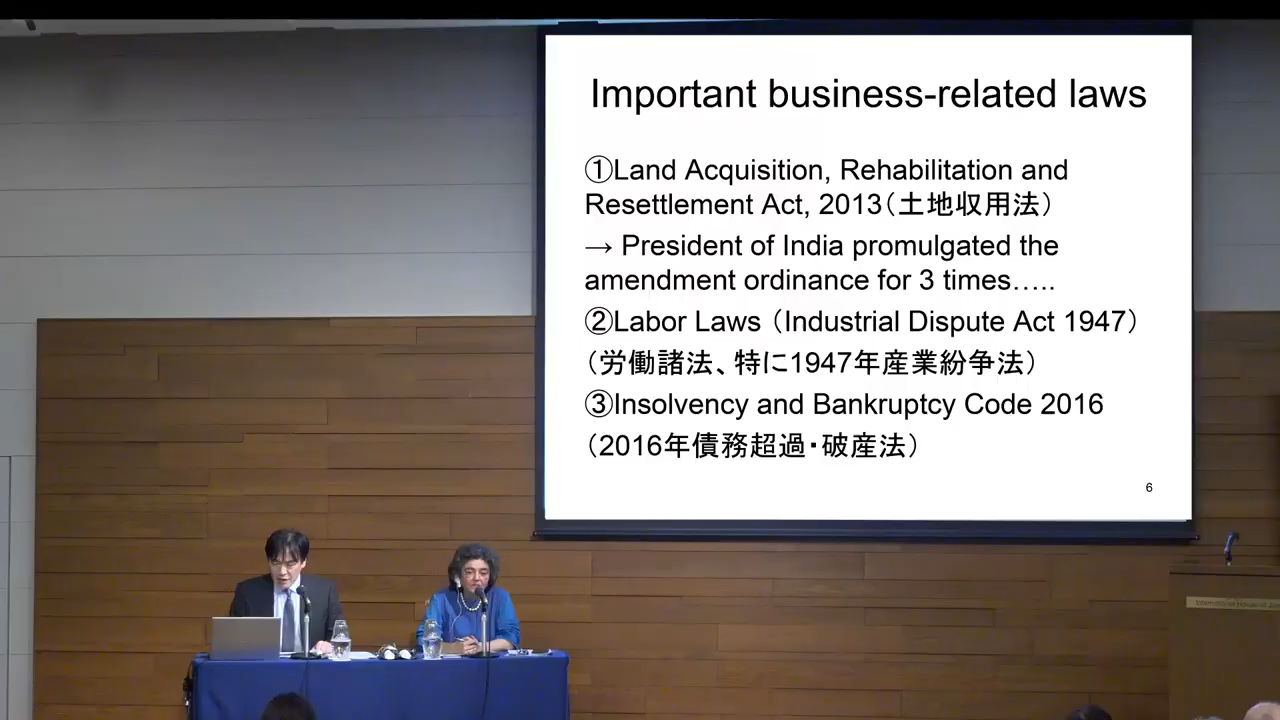 Important business-related laws
①Land Acquisition, Rehabilitation and
Resettlement Act, 2013（土地収用法）
→ President of India promulgated the
amendment ordinance for 3 times…..
②Labor Laws（Industrial Dispute Act 1947）
（労働諸法、特に1947年産業紛争法）
③Insolvency and Bankruptcy Code 2016
（2016年債務超過・破産法）
6
International House of